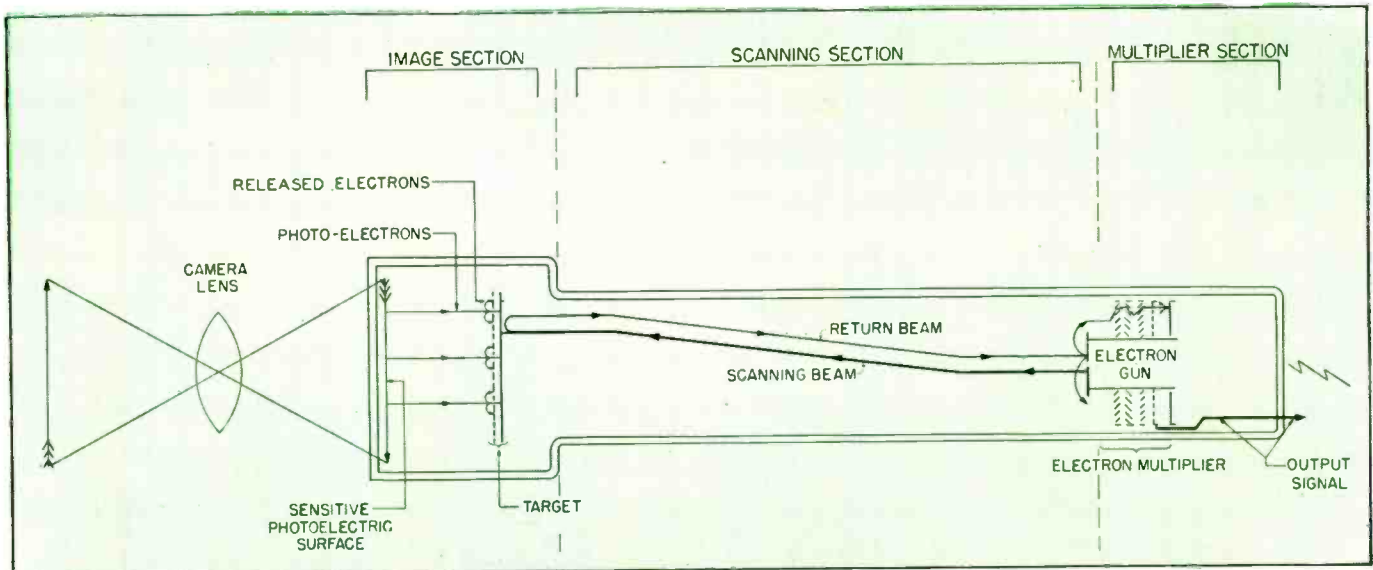 IMAGE SECTION
SCANNING SECTION
MULTIPLIER SECTION
RELEASED ELECTRONS
PHOTO-ELECTRONS
CAMERA
LENS
RETURN BEAM
SCANNING BEAM
ELECTRON
GUN
ELECTRON MULTIPLIER
OUTPUT
SIGNAL
SENSITIVE
PHOTOELECTRIC
SURFACE
TARGET